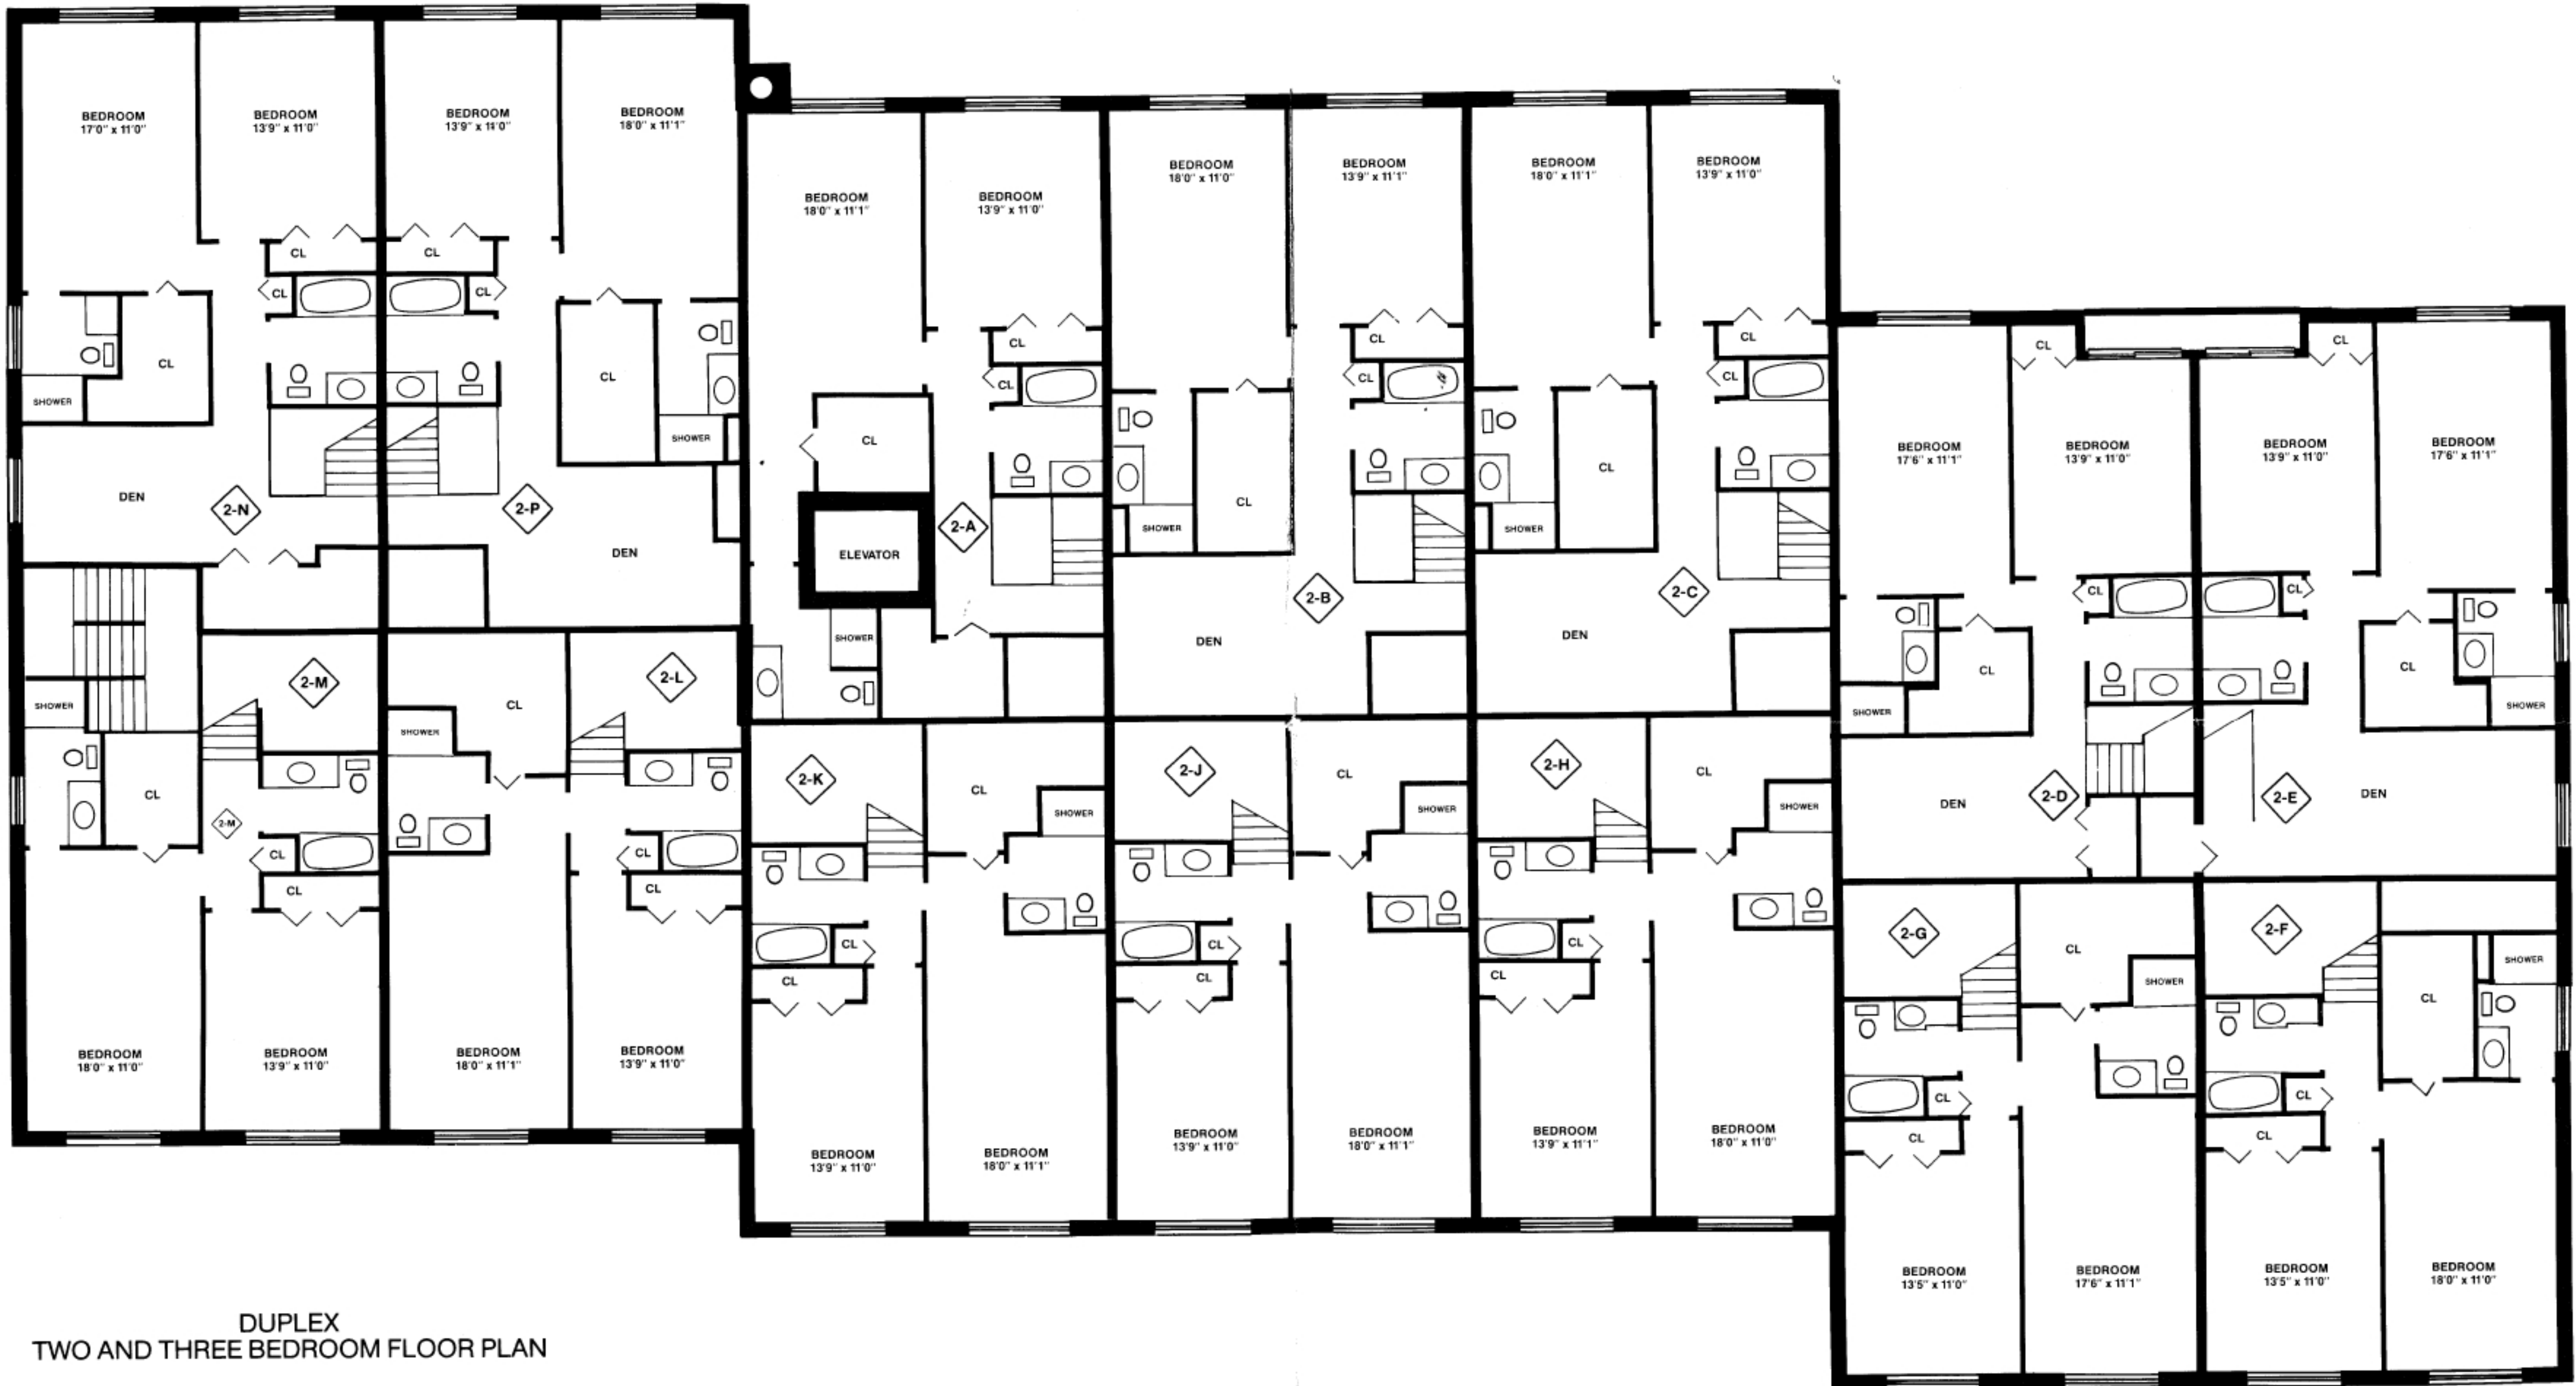 BEDROOM
17'0" x 11'0"
BEDROOM
13'9" x 11'0"
BEDROOM
13'9" x 11'0"
BEDROOM
18'0" x 11'1"
CL
CL
CL
CL
CL
CL
SHOWER
SHOWER
DEN
2-N
2-P
DEN
BEDROOM
18'0" x 11'1"
BEDROOM
13'9" x 11'0"
CL
CL
CL
2-A
ELEVATOR
SHOWER
BEDROOM
18'0" x 11'0"
BEDROOM
13'9" x 11'1"
CL
CL
CL
SHOWER
2-B
DEN
BEDROOM
18'0" x 11'1"
BEDROOM
13'9" x 11'0"
CL
CL
CL
SHOWER
2-C
DEN
CL
CL
BEDROOM
17'6" x 11'1"
BEDROOM
13'9" x 11'0"
BEDROOM
13'9" x 11'0"
BEDROOM
17'6" x 11'1"
CL
CL
CL
CL
SHOWER
SHOWER
DEN
2-D
2-E
DEN
2-M
SHOWER
CL
2-M
CL
CL
BEDROOM
18'0" x 11'0"
BEDROOM
13'9" x 11'0"
2-L
CL
SHOWER
CL
CL
BEDROOM
18'0" x 11'1"
BEDROOM
13'9" x 11'0"
2-K
CL
SHOWER
CL
CL
BEDROOM
13'9" x 11'0"
BEDROOM
18'0" x 11'1"
2-J
CL
SHOWER
CL
CL
BEDROOM
13'9" x 11'0"
BEDROOM
18'0" x 11'1"
2-H
CL
SHOWER
CL
CL
BEDROOM
13'9" x 11'1"
BEDROOM
18'0" x 11'0"
2-G
CL
SHOWER
CL
CL
BEDROOM
13'5" x 11'0"
BEDROOM
17'6" x 11'1"
2-F
SHOWER
CL
CL
CL
BEDROOM
13'5" x 11'0"
BEDROOM
18'0" x 11'0"
DUPLEX
TWO AND THREE BEDROOM FLOOR PLAN